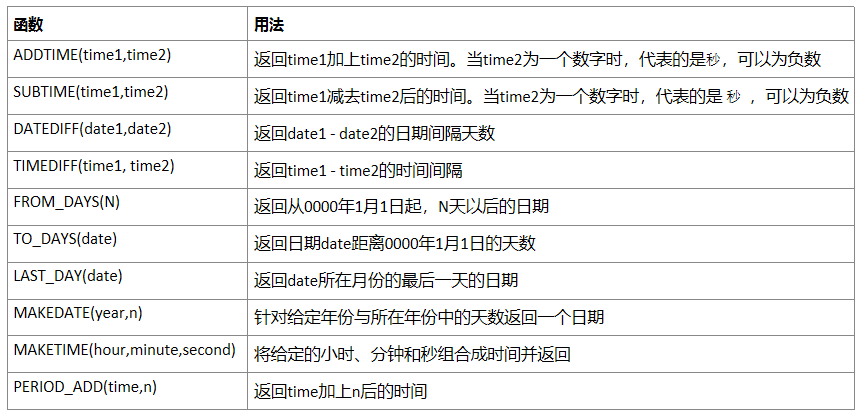 函数 用法
ADDTIME(time1,time2) 返回time1加上time2的时间。当time2为一个数字时，代表的是秒，可以为负数
SUBTIME(time1,time2) 返回time1减去time2后的时间。当time2为一个数字时，代表的是 秒 ，可以为负数
DATEDIFF(date1,date2) 返回date1 - date2的日期间隔天数
TIMEDIFF(time1, time2) 返回time1 - time2的时间间隔
FROM_DAYS(N) 返回从0000年1月1日起，N天以后的日期
TO_DAYS(date) 返回日期date距离0000年1月1日的天数
LAST_DAY(date) 返回date所在月份的最后一天的日期
MAKEDATE(year,n) 针对给定年份与所在年份中的天数返回一个日期
MAKETIME(hour,minute,second) 将给定的小时、分钟和秒组合成时间并返回
PERIOD_ADD(time,n) 返回time加上n后的时间